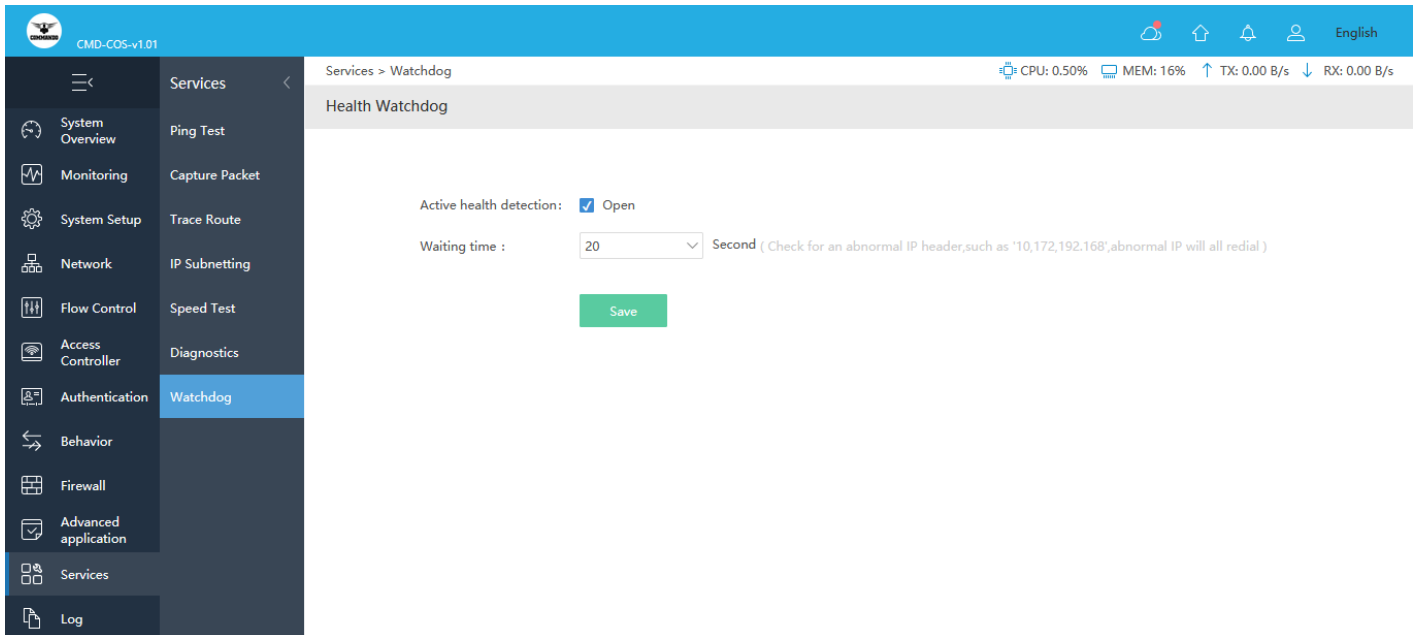 COMMANDO
CMD-COS-v1.01
English
Services
Services > Watchdog
CPU: 0.50% MEM: 16% TX: 0.00 B/s RX: 0.00 B/s
Health Watchdog
System
Overview
Monitoring
System Setup
Network
Flow Control
Access
Controller
Authentication
Behavior
Firewall
Advanced
application
Services
Log
Ping Test
Capture Packet
Trace Route
IP Subnetting
Speed Test
Diagnostics
Watchdog
Active health detection: Open
Waiting time : 20 Second ( Check for an abnormal IP header,such as '10,172,192.168',abnormal IP will all redial )
Save